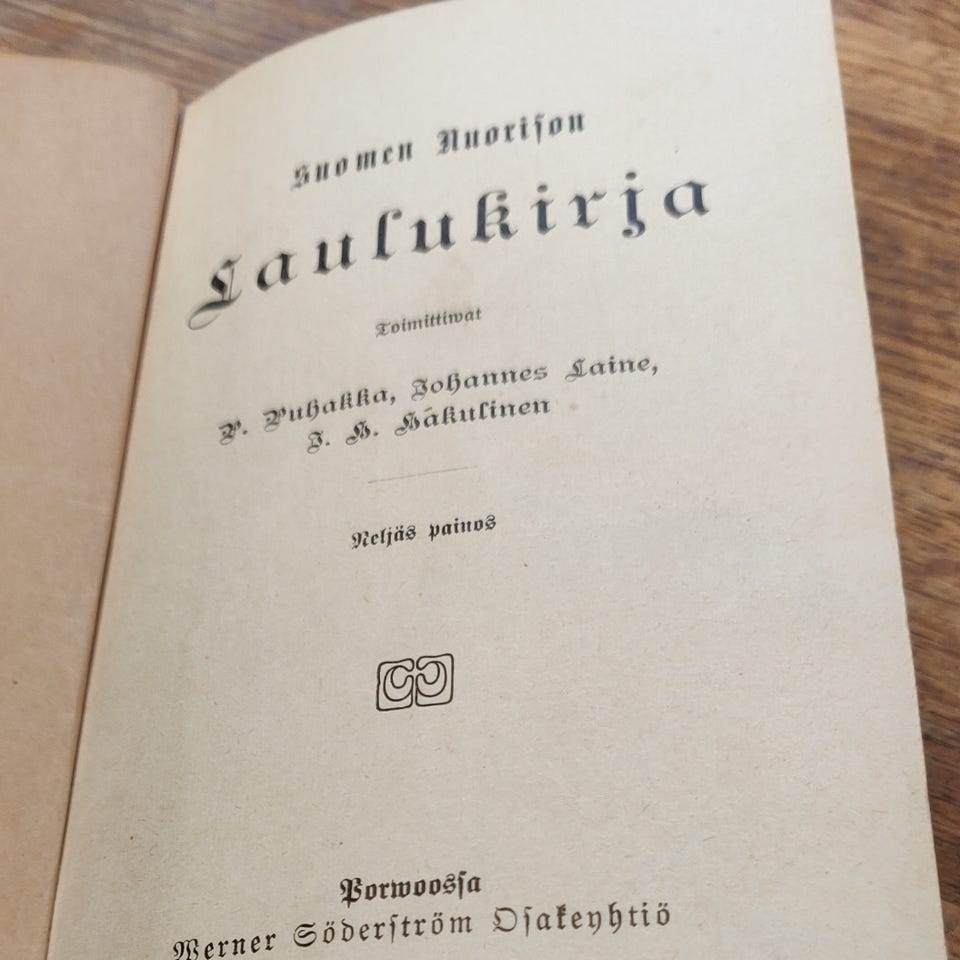 Suomen Nuorison
Laulukirja
Toimittiwat
P. Puhakka, Johannes Laine,
J. H. Häkulinen
Neljäs painos
Porwoossa
Werner Söderström Osakeyhtiö